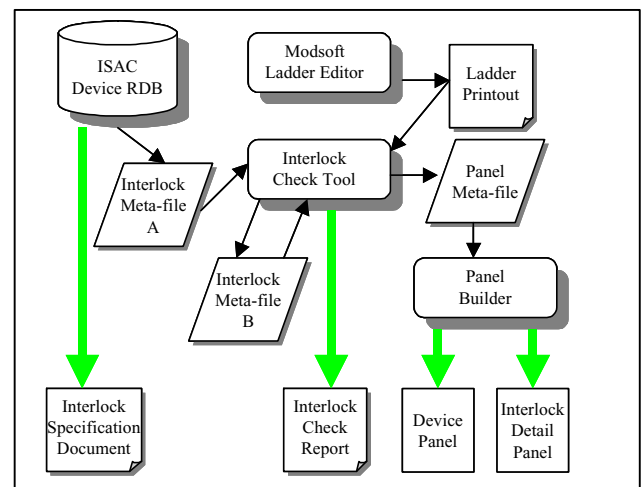 ISAC
Device RDB
Modsoft
Ladder Editor
Ladder
Printout
Interlock
Meta-file
A
Interlock
Check Tool
Panel
Meta-file
Interlock
Meta-file
B
Panel
Builder
Interlock
Specification
Document
Interlock
Check
Report
Device
Panel
Interlock
Detail
Panel